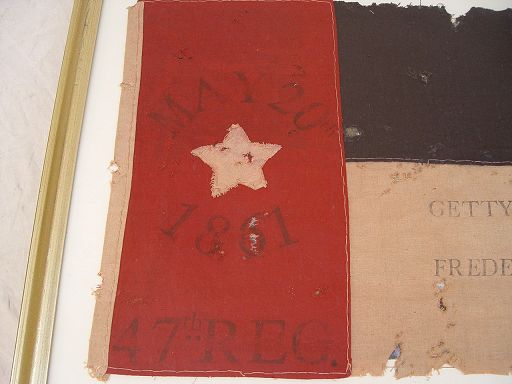 MAY 20th
1861
47th REG.
GETTY
FREDE